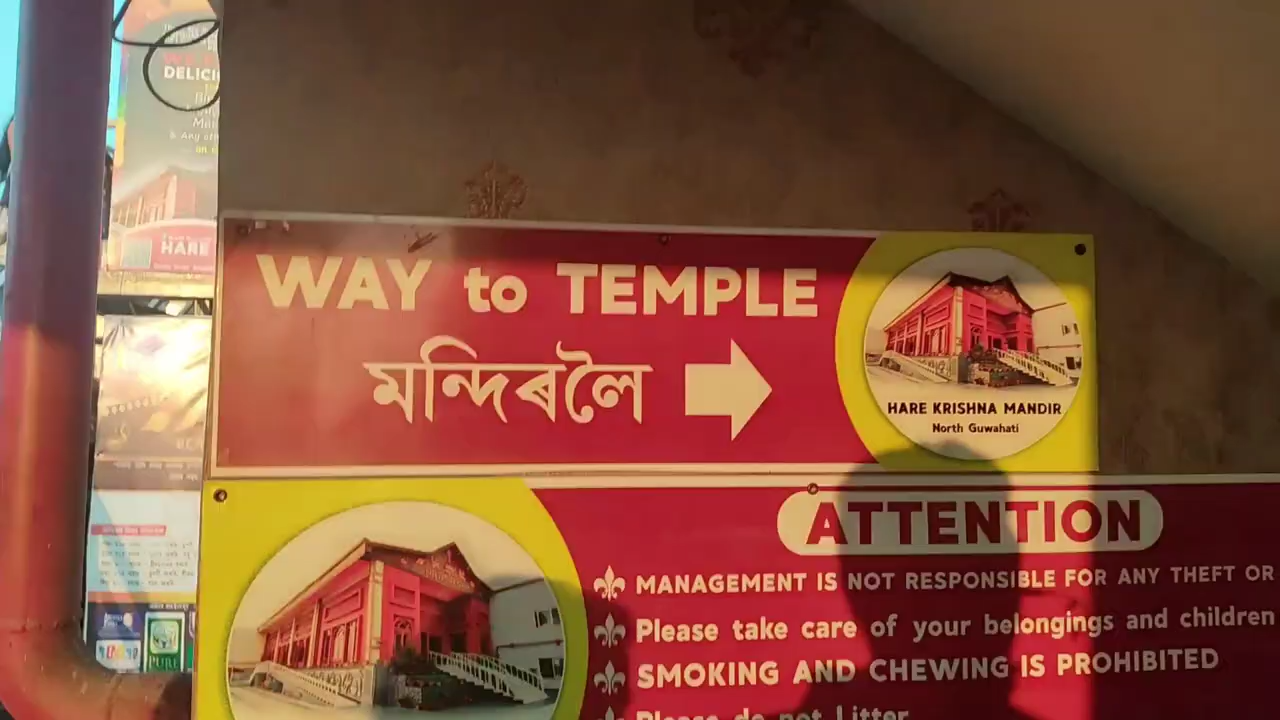 DELICI
HARE
WAY to TEMPLE
মন্দিৰলৈ
HARE KRISHNA MANDIR
North Guwahati
ATTENTION
MANAGEMENT IS NOT RESPONSIBLE FOR ANY THEFT OR
Please take care of your belongings and children
SMOKING AND CHEWING IS PROHIBITED
Please do not Litter
PURE